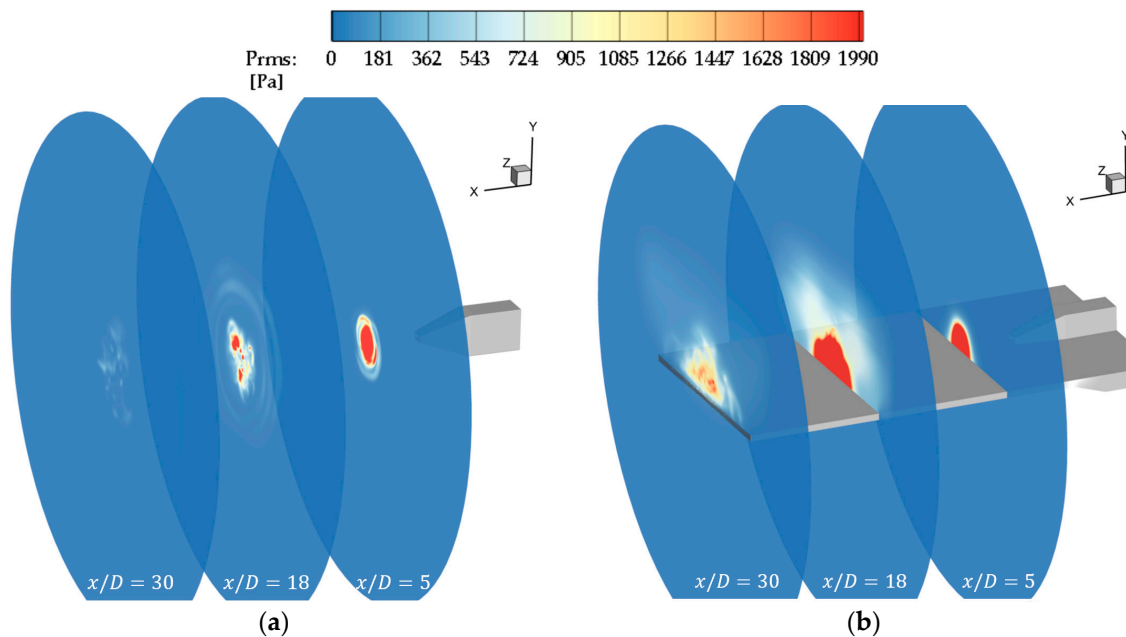 Prms: 0 181 362 543 724 905 1085 1266 1447 1628 1809 1990
[Pa]
Y
Z
X
Y
Z
X
x/D = 30 x/D = 18 x/D = 5
x/D = 30 x/D = 18 x/D = 5
(a) (b)